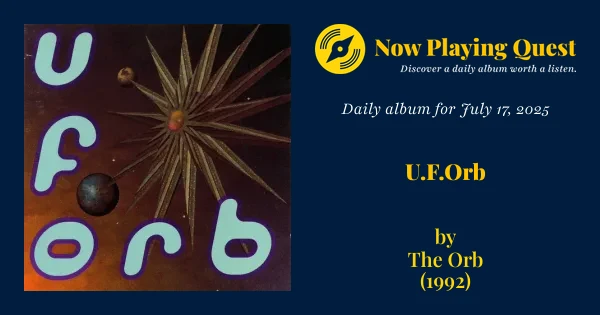 u
f
orb
Now Playing Quest
Discover a daily album worth a listen.
Daily album for July 17, 2025
U.F.Orb
by
The Orb
(1992)